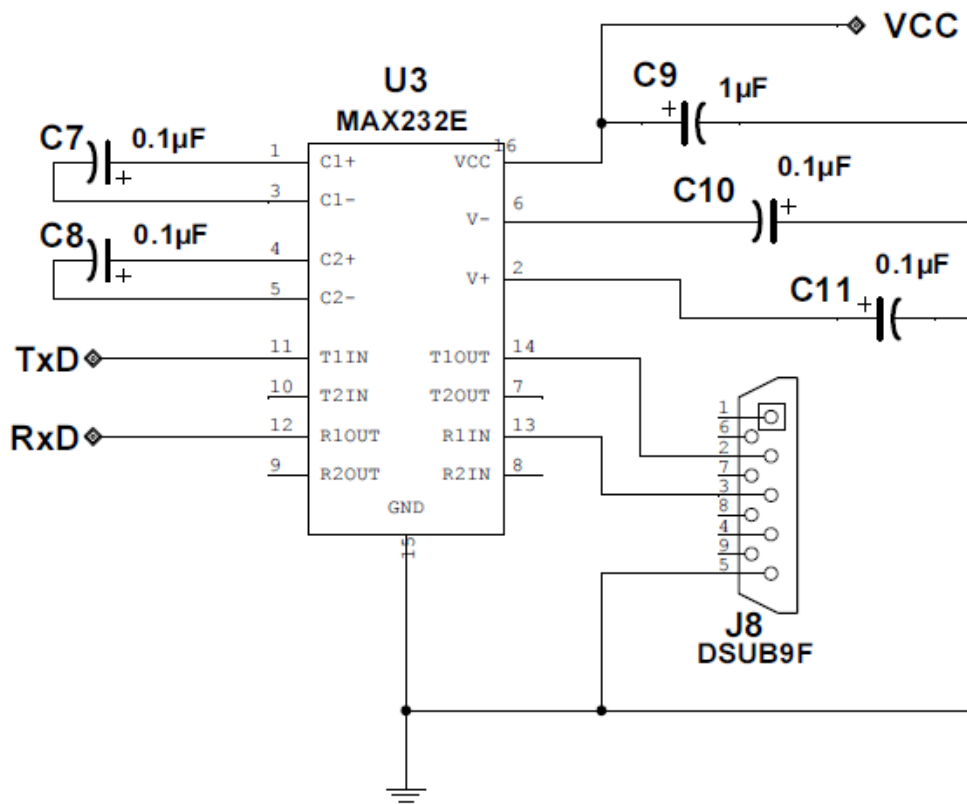 VCC
U3
MAX232E
C9
1µF
+
C7
0.1µF
+
C10
0.1µF
+
C8
0.1µF
+
C11
0.1µF
+
1 C1+ VCC 16
3 C1-
V- 6
4 C2+
V+ 2
5 C2-
TxD 11 T1IN T1OUT 14
10 T2IN T2OUT 7
RxD 12 R1OUT R1IN 13
9 R2OUT R2IN 8
GND
15
1
6
2
7
3
8
4
9
5
J8
DSUB9F